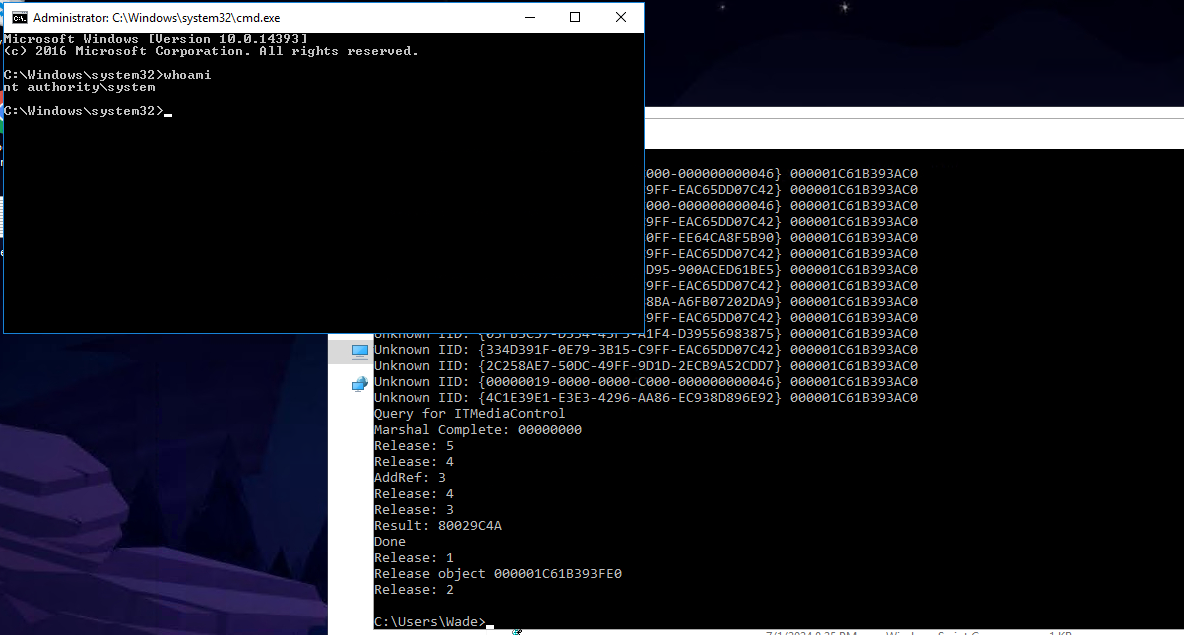 Administrator: C:\Windows\system32\cmd.exe
Microsoft Windows [Version 10.0.14393]
(c) 2016 Microsoft Corporation. All rights reserved.
C:\Windows\system32>whoami
nt authority\system
C:\Windows\system32>
000-000000000046} 000001C61B393AC0
9FF-EAC65DD07C42} 000001C61B393AC0
000-000000000046} 000001C61B393AC0
9FF-EAC65DD07C42} 000001C61B393AC0
0FF-EE64CA8F5B90} 000001C61B393AC0
9FF-EAC65DD07C42} 000001C61B393AC0
D95-900ACED61BE5} 000001C61B393AC0
9FF-EAC65DD07C42} 000001C61B393AC0
8BA-A6FB07202DA9} 000001C61B393AC0
9FF-EAC65DD07C42} 000001C61B393AC0
Unknown IID: 000001C61B393AC0
Unknown IID: {334D391F-0E79-3B15-C9FF-EAC65DD07C42} 000001C61B393AC0
Unknown IID: {2C258AE7-50DC-49FF-9D1D-2ECB9A52CDD7} 000001C61B393AC0
Unknown IID: {00000019-0000-0000-C000-000000000046} 000001C61B393AC0
Unknown IID: {4C1E39E1-E3E3-4296-AA86-EC938D896E92} 000001C61B393AC0
Query for ITMediaControl
Marshal Complete: 00000000
Release: 5
Release: 4
AddRef: 3
Release: 4
Release: 3
Result: 80029C4A
Done
Release: 1
Release object 000001C61B393FE0
Release: 2
C:\Users\Wade>